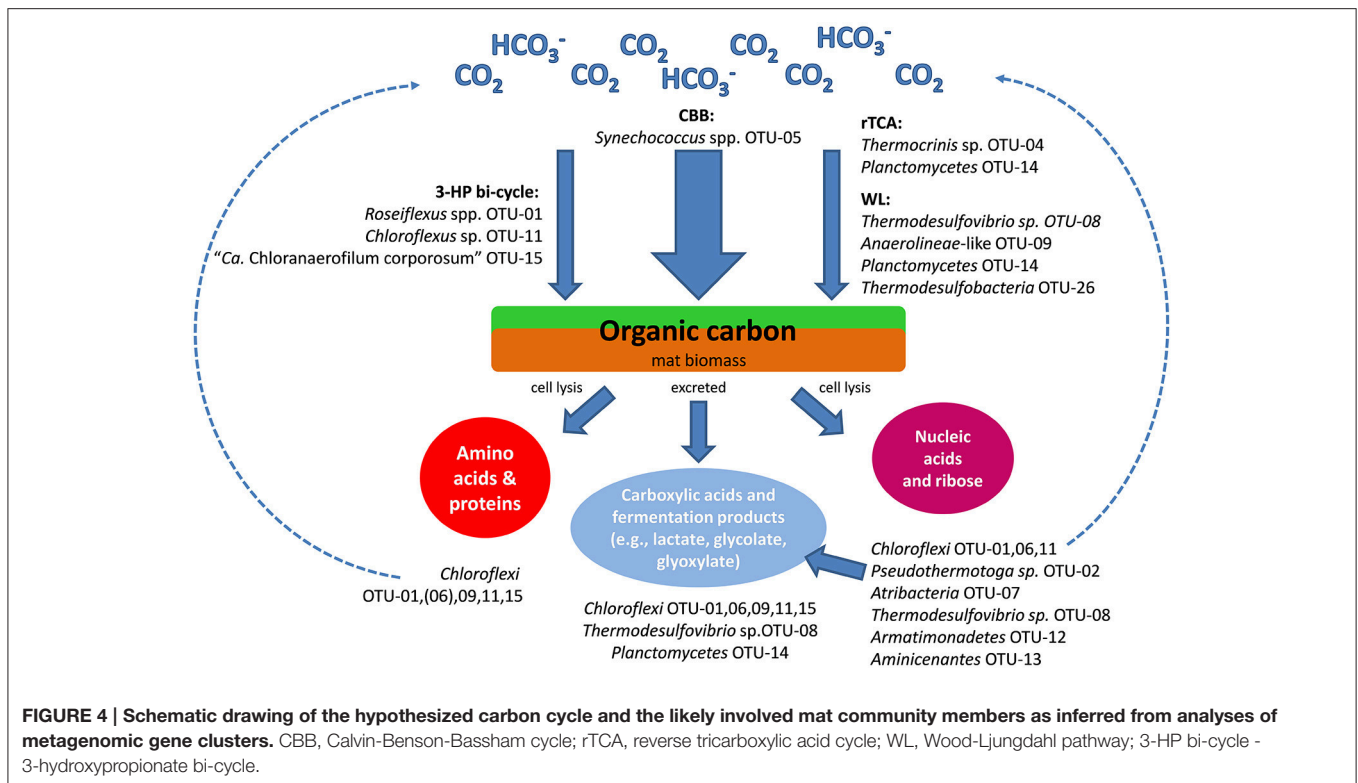 HCO3- CO2 CO2 HCO3-
CO2 CO2 HCO3- CO2 CO2
CBB:
Synechococcus spp. OTU-05
rTCA:
Thermocrinis sp. OTU-04
Planctomycetes OTU-14
3-HP bi-cycle:
Roseiflexus spp. OTU-01
Chloroflexus sp. OTU-11
“Ca. Chloranaerofilum corporosum” OTU-15
WL:
Thermodesulfovibrio sp. OTU-08
Anaerolineae-like OTU-09
Planctomycetes OTU-14
Thermodesulfobacteria OTU-26
Organic carbon
mat biomass
cell lysis excreted cell lysis
Amino
acids &
proteins
Carboxylic acids and
fermentation products
(e.g., lactate, glycolate,
glyoxylate)
Nucleic
acids
and ribose
Chloroflexi
OTU-01,(06),09,11,15
Chloroflexi OTU-01,06,09,11,15
Thermodesulfovibrio sp.OTU-08
Planctomycetes OTU-14
Chloroflexi OTU-01,06,11
Pseudothermotoga sp. OTU-02
Atribacteria OTU-07
Thermodesulfovibrio sp. OTU-08
Armatimonadetes OTU-12
Aminicenantes OTU-13
FIGURE 4 | Schematic drawing of the hypothesized carbon cycle and the likely involved mat community members as inferred from analyses of
metagenomic gene clusters. CBB, Calvin-Benson-Bassham cycle; rTCA, reverse tricarboxylic acid cycle; WL, Wood-Ljungdahl pathway; 3-HP bi-cycle -
3-hydroxypropionate bi-cycle.